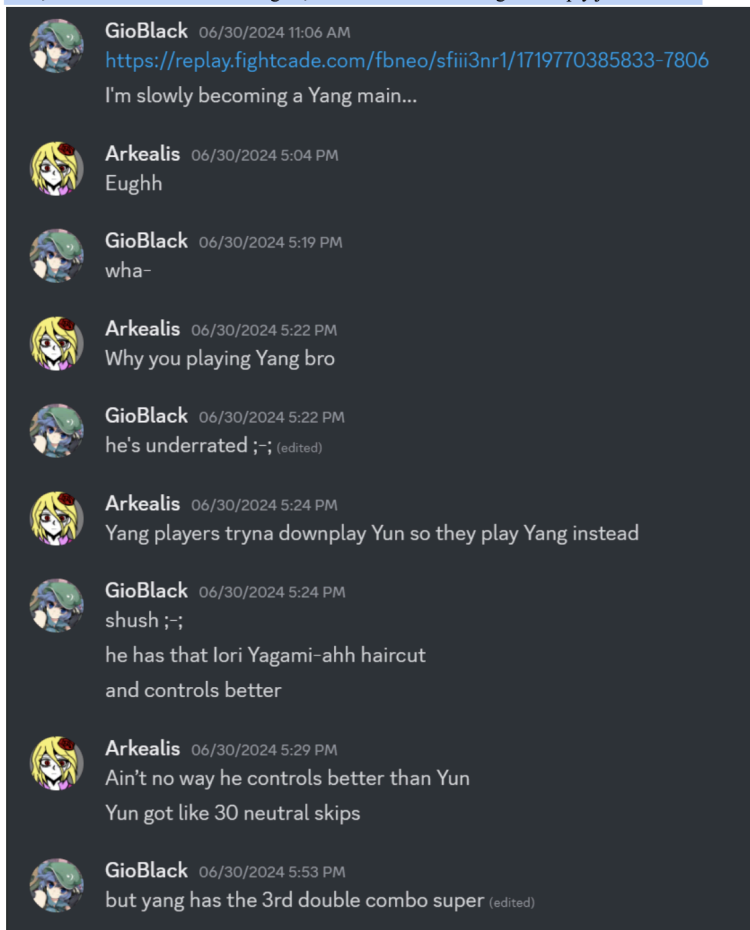 GioBlack 06/30/2024 11:06 AM
https://replay.fightcade.com/fbneo/sfiii3nr1/1719770385833-7806
I'm slowly becoming a Yang main...
Arkealis 06/30/2024 5:04 PM
Eughh
GioBlack 06/30/2024 5:19 PM
wha-
Arkealis 06/30/2024 5:22 PM
Why you playing Yang bro
GioBlack 06/30/2024 5:22 PM
he's underrated ;-; (edited)
Arkealis 06/30/2024 5:24 PM
Yang players tryna downplay Yun so they play Yang instead
GioBlack 06/30/2024 5:24 PM
shush ;-;
he has that Iori Yagami-ahh haircut
and controls better
Arkealis 06/30/2024 5:29 PM
Ain't no way he controls better than Yun
Yun got like 30 neutral skips
GioBlack 06/30/2024 5:53 PM
but yang has the 3rd double combo super (edited)